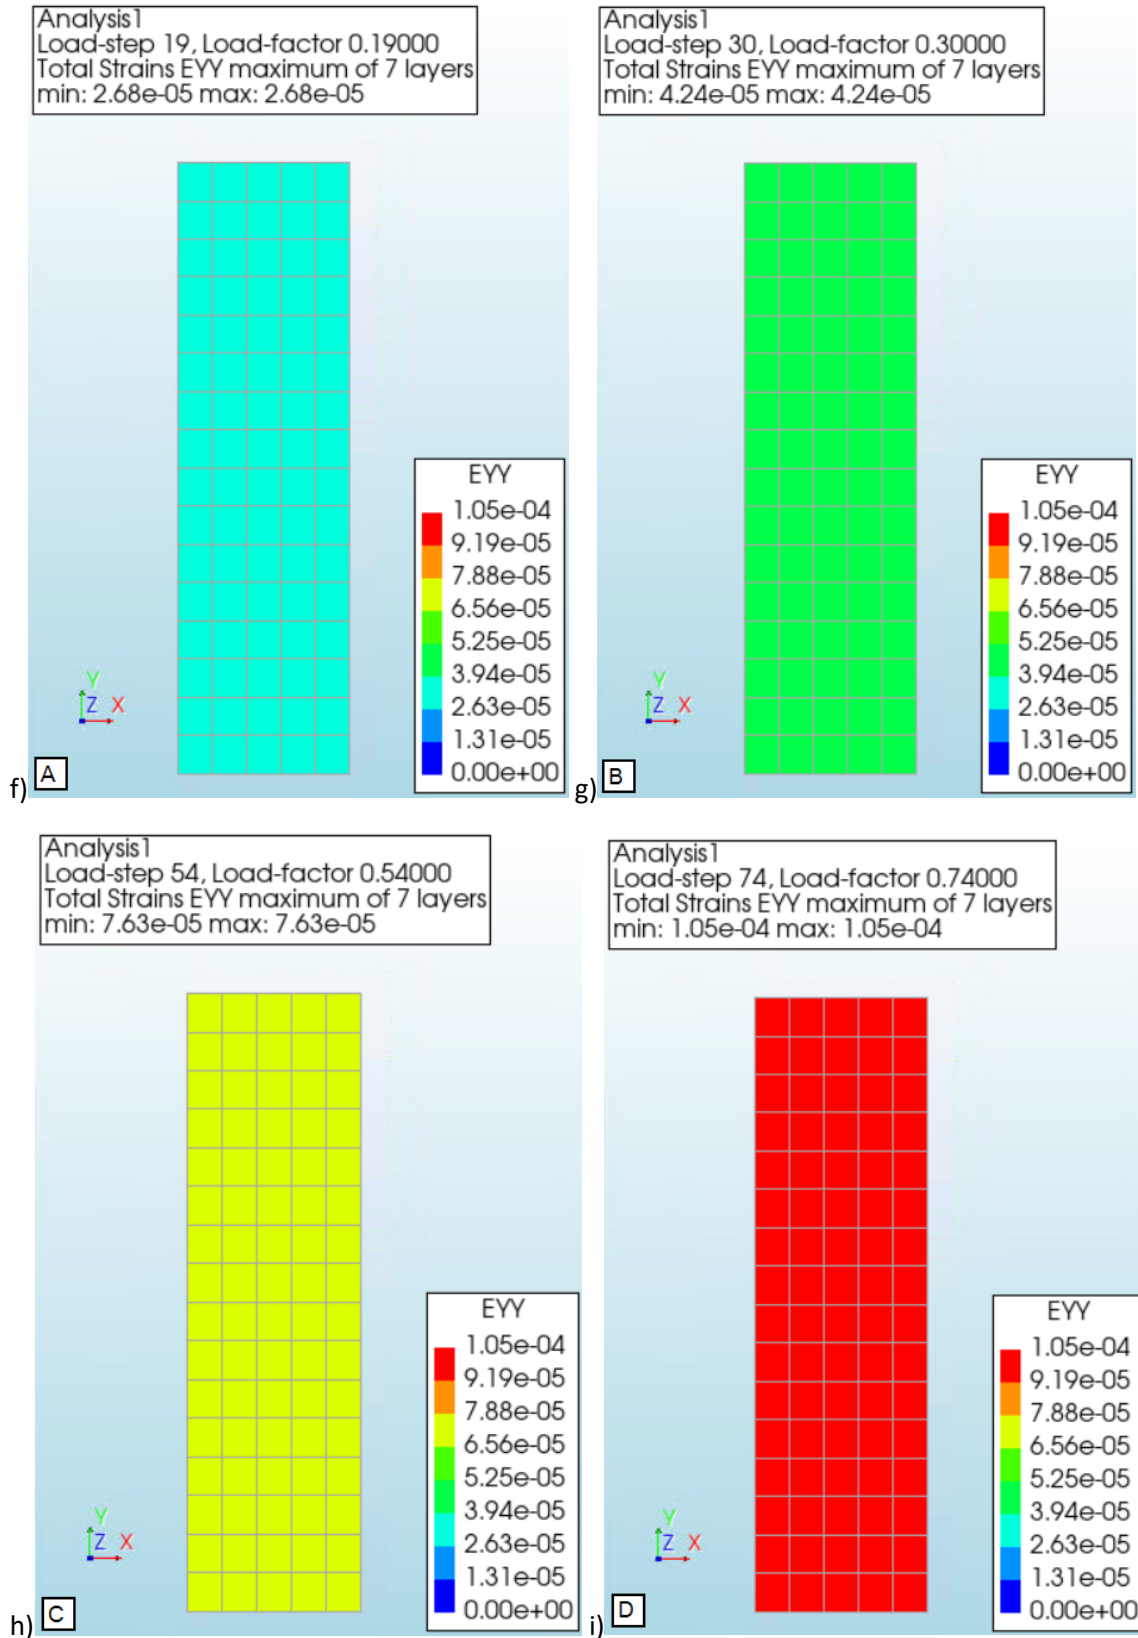 Analysis1
Load-step 19, Load-factor 0.19000
Total Strains EYY maximum of 7 layers
min: 2.68e-05 max: 2.68e-05
EYY
1.05e-04
9.19e-05
7.88e-05
6.56e-05
5.25e-05
3.94e-05
2.63e-05
1.31e-05
0.00e+00
Y
Z X
f) A
Analysis1
Load-step 30, Load-factor 0.30000
Total Strains EYY maximum of 7 layers
min: 4.24e-05 max: 4.24e-05
EYY
1.05e-04
9.19e-05
7.88e-05
6.56e-05
5.25e-05
3.94e-05
2.63e-05
1.31e-05
0.00e+00
Y
Z X
g) B
Analysis1
Load-step 54, Load-factor 0.54000
Total Strains EYY maximum of 7 layers
min: 7.63e-05 max: 7.63e-05
EYY
1.05e-04
9.19e-05
7.88e-05
6.56e-05
5.25e-05
3.94e-05
2.63e-05
1.31e-05
0.00e+00
Y
Z X
h) C
Analysis1
Load-step 74, Load-factor 0.74000
Total Strains EYY maximum of 7 layers
min: 1.05e-04 max: 1.05e-04
EYY
1.05e-04
9.19e-05
7.88e-05
6.56e-05
5.25e-05
3.94e-05
2.63e-05
1.31e-05
0.00e+00
Y
Z X
i) D